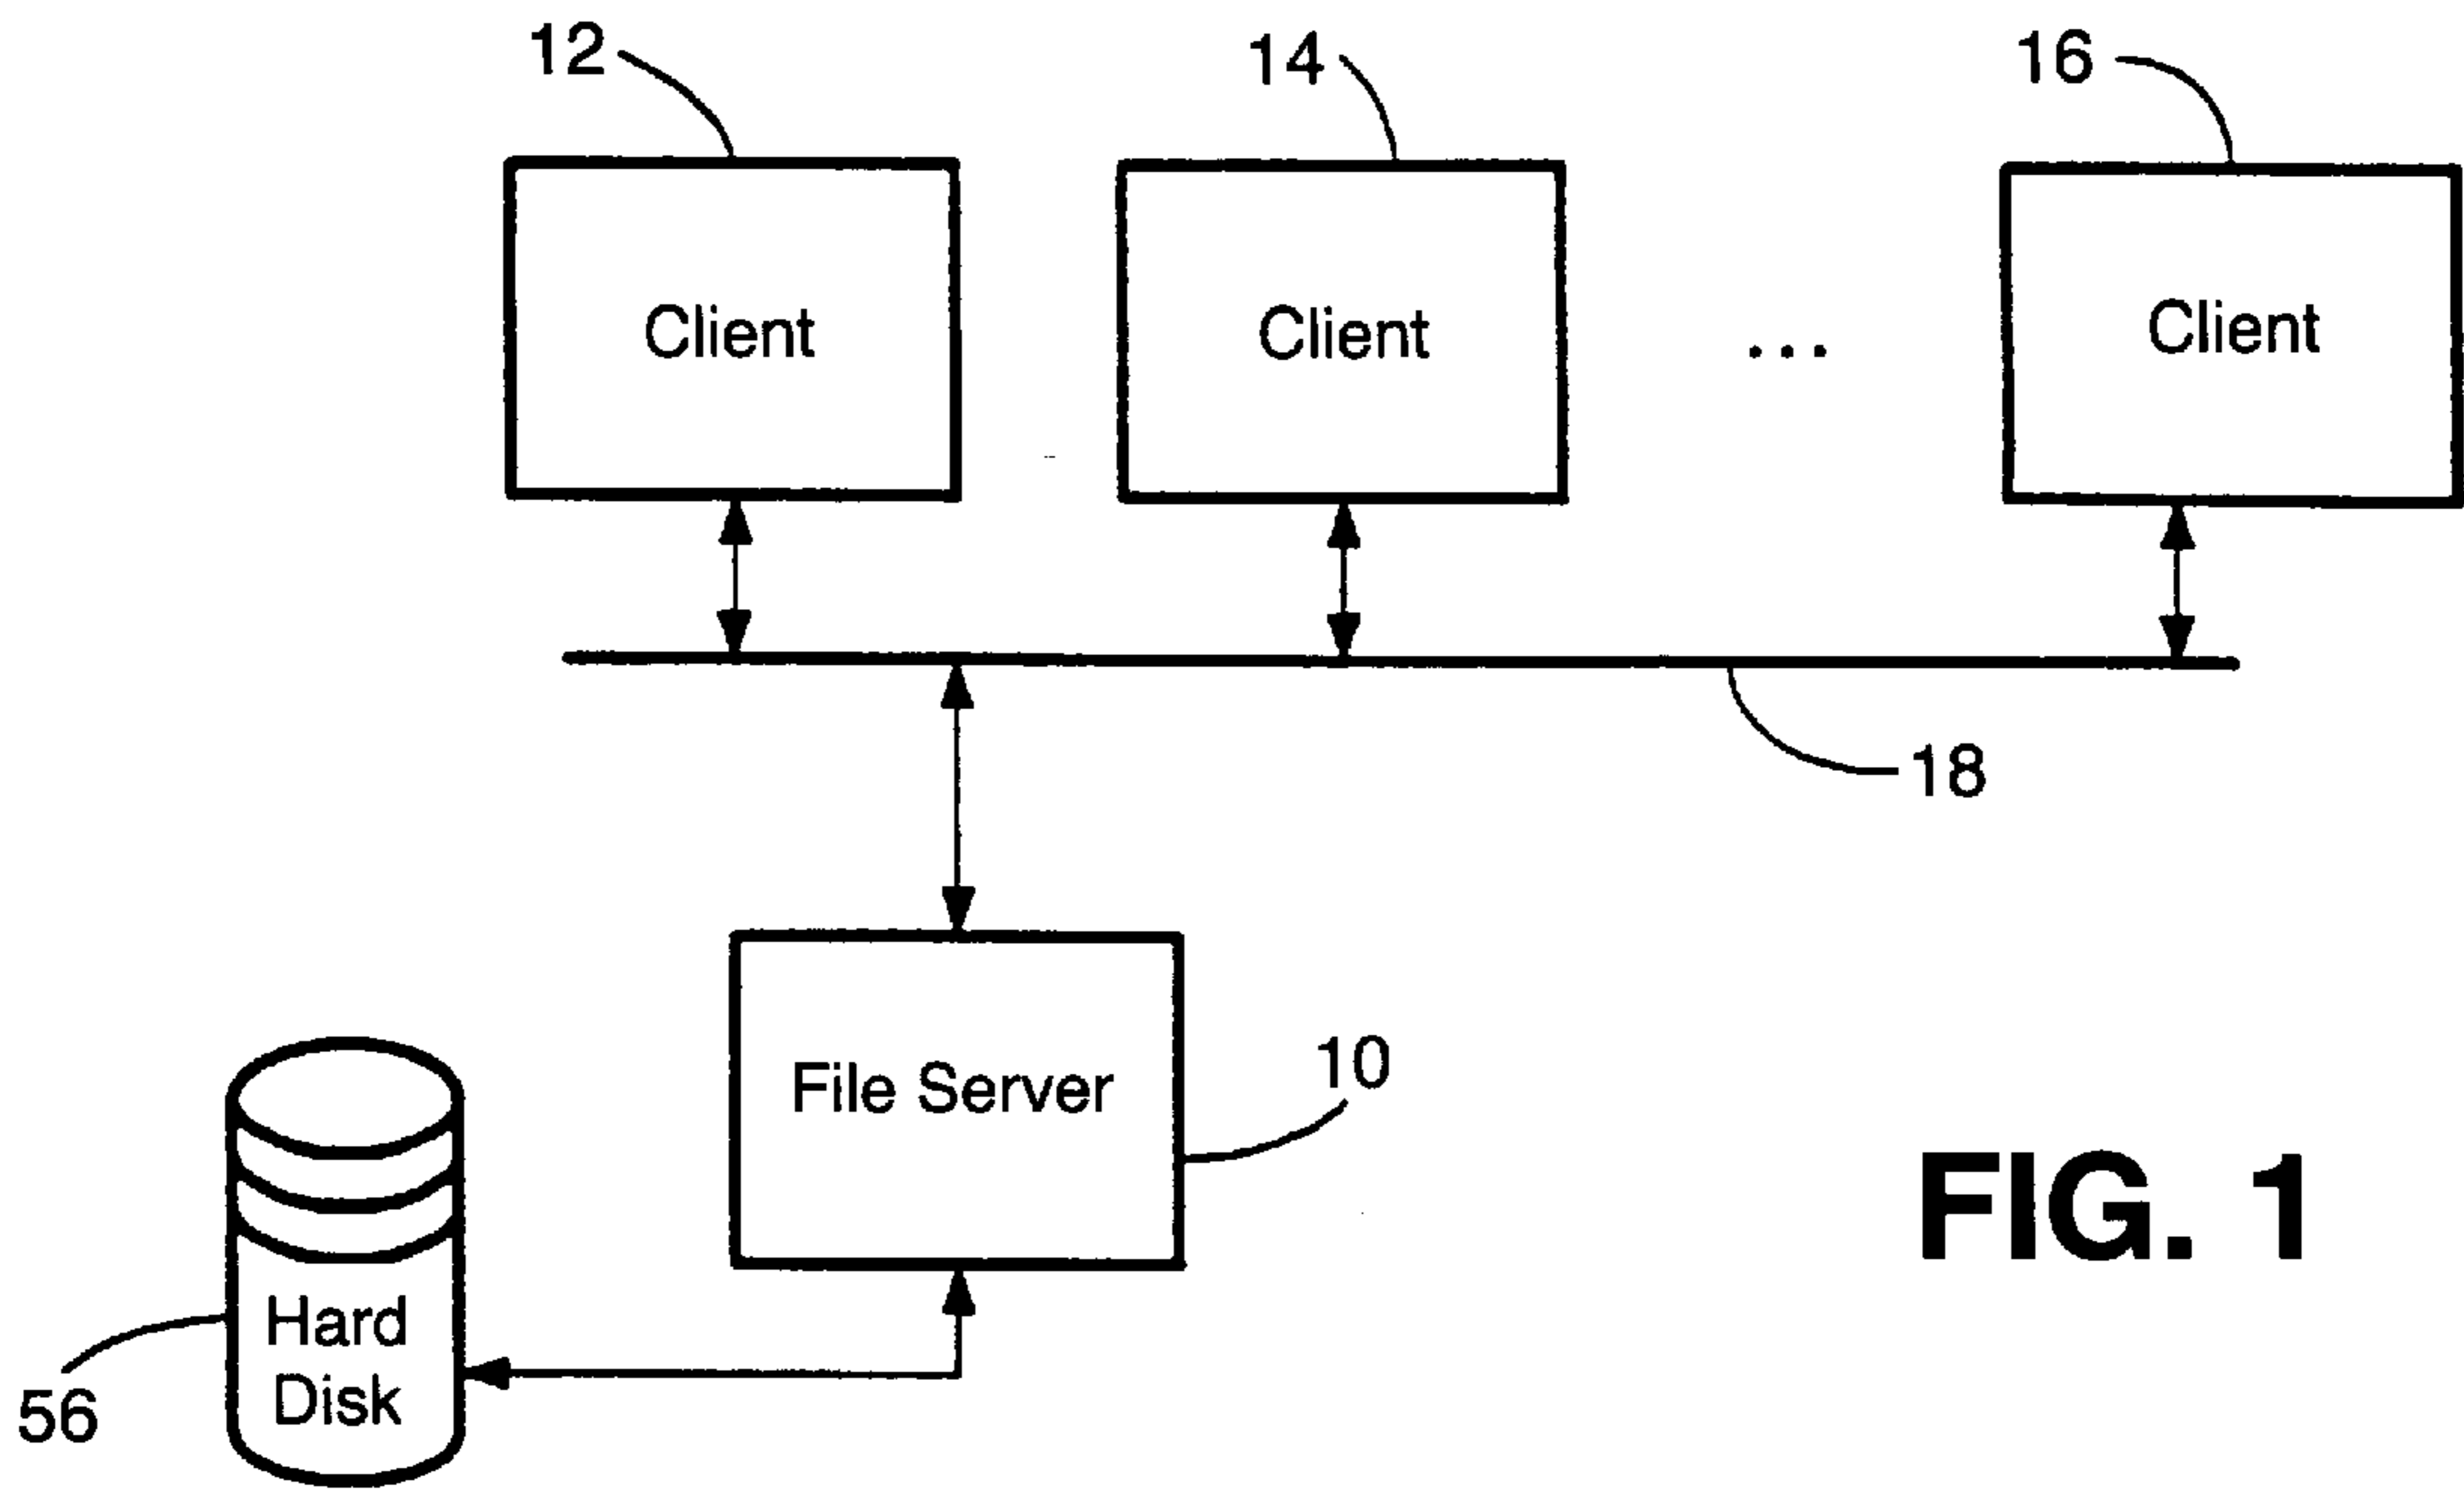 12
14
16
Client
Client
...
Client
18
File Server
10
FIG. 1
Hard
Disk
56